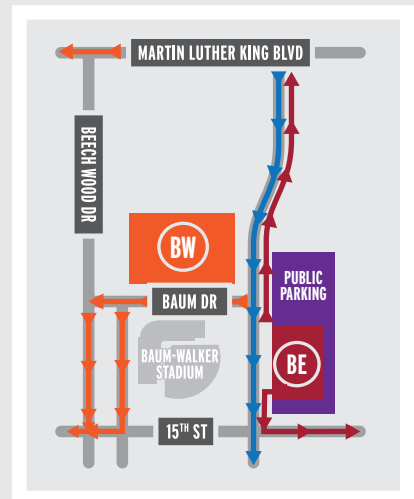 MARTIN LUTHER KING BLVD
BEECH WOOD DR
BW
PUBLIC
PARKING
BAUM DR
BAUM-WALKER
STADIUM
BE
15TH ST